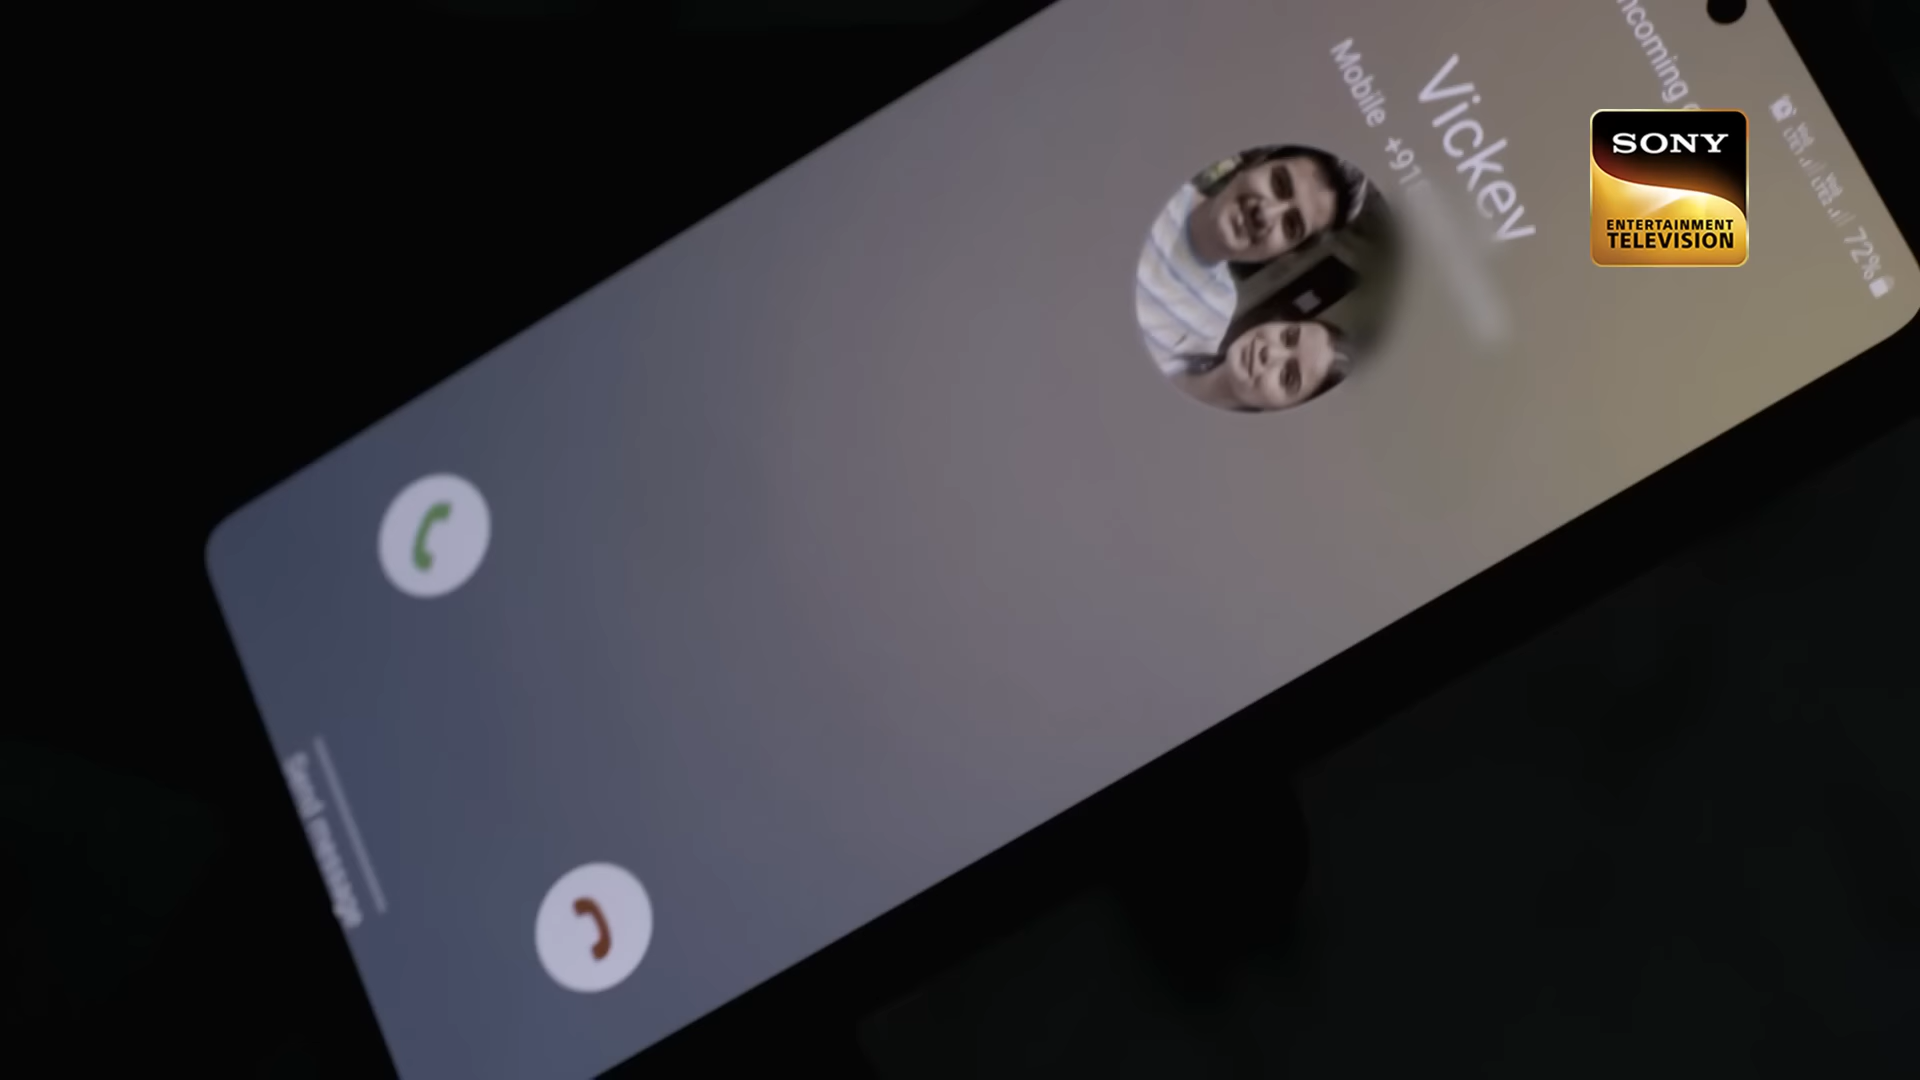 Incoming
Vickey
Mobile +91
72%
Send message
SONY
ENTERTAINMENT
TELEVISION